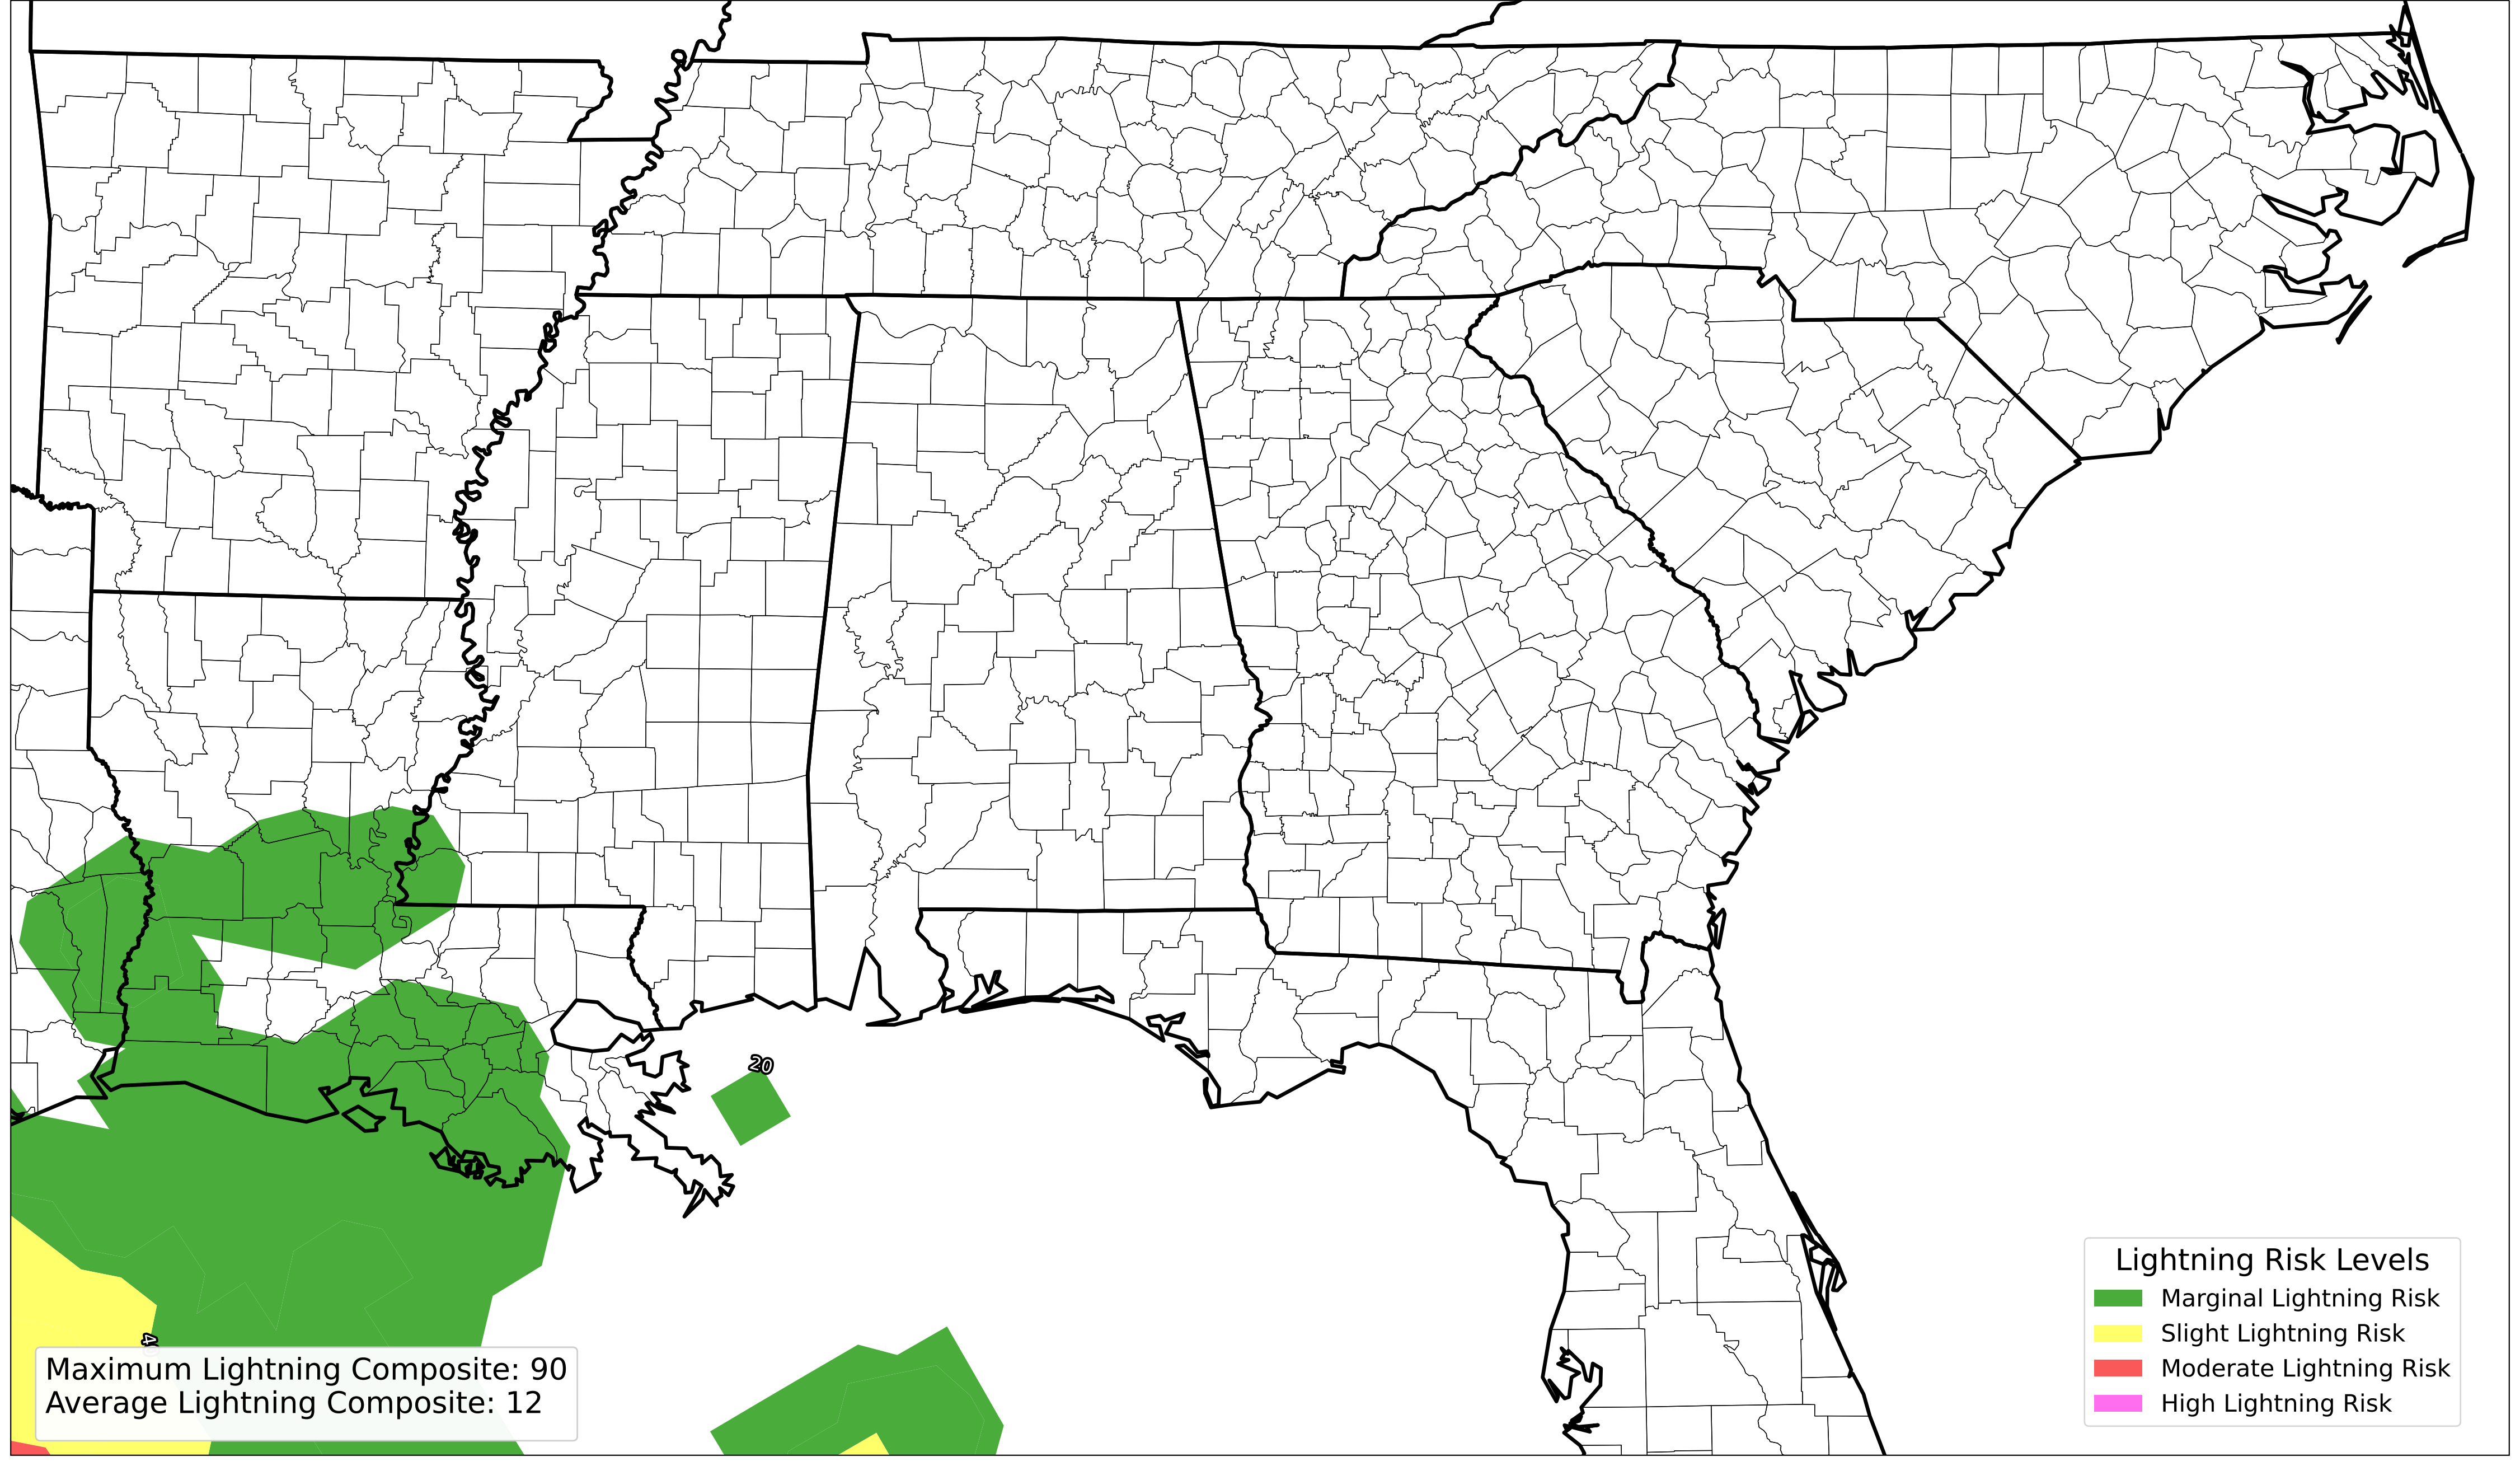 20
Lightning Risk Levels
Marginal Lightning Risk
Slight Lightning Risk
Moderate Lightning Risk
High Lightning Risk
Maximum Lightning Composite: 90
Average Lightning Composite: 12